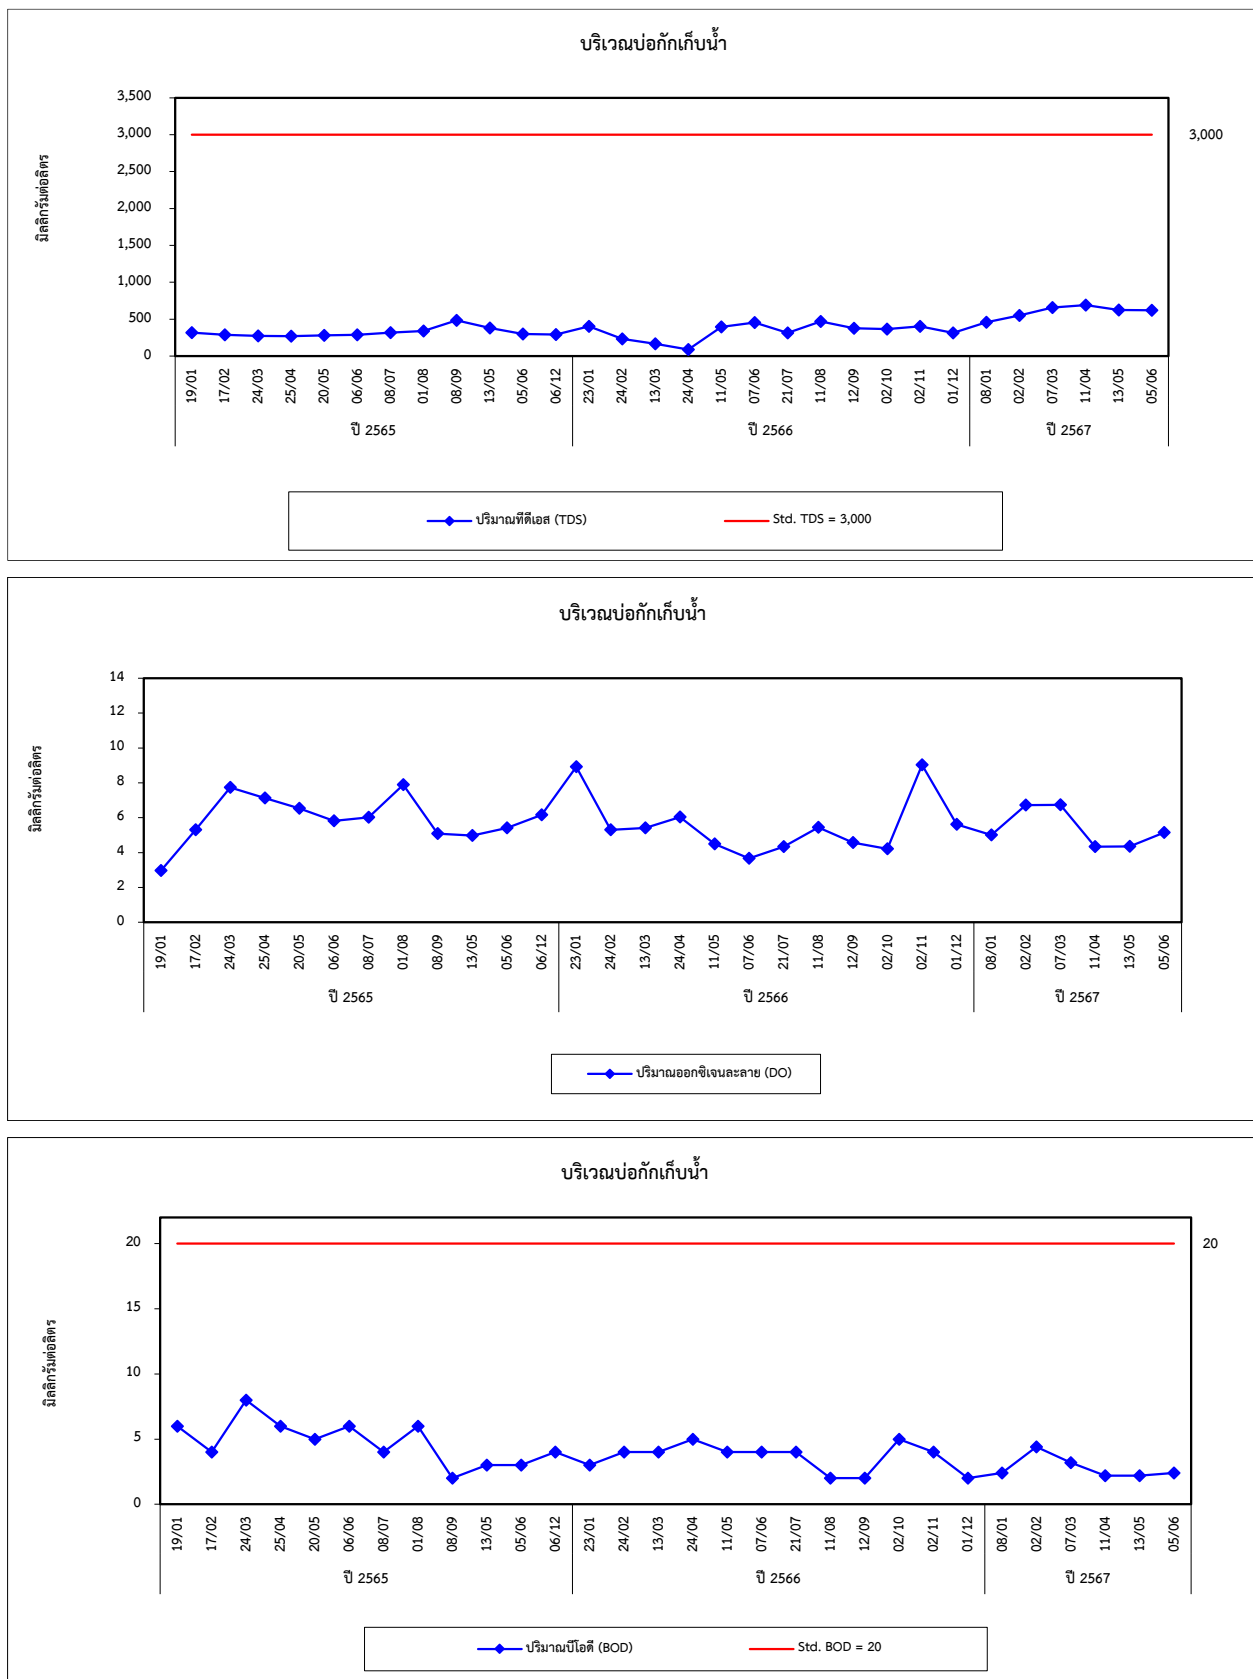 บริเวณบ่อกักเก็บน้ำ
มิลลิกรัมต่อลิตร
3,500
3,000
2,500
2,000
1,500
1,000
500
0
3,000
19/01 17/02 24/03 25/04 20/05 06/06 08/07 01/08 08/09 13/05 05/06 06/12 23/01 24/02 13/03 24/04 11/05 07/06 21/07 11/08 12/09 02/10 02/11 01/12 08/01 02/02 07/03 11/04 13/05 05/06
ปี 2565 ปี 2566 ปี 2567
ปริมาณทีดีเอส (TDS) Std. TDS = 3,000
บริเวณบ่อกักเก็บน้ำ
มิลลิกรัมต่อลิตร
14
12
10
8
6
4
2
0
19/01 17/02 24/03 25/04 20/05 06/06 08/07 01/08 08/09 13/05 05/06 06/12 23/01 24/02 13/03 24/04 11/05 07/06 21/07 11/08 12/09 02/10 02/11 01/12 08/01 02/02 07/03 11/04 13/05 05/06
ปี 2565 ปี 2566 ปี 2567
ปริมาณออกซิเจนละลาย (DO)
บริเวณบ่อกักเก็บน้ำ
มิลลิกรัมต่อลิตร
20
15
10
5
0
20
19/01 17/02 24/03 25/04 20/05 06/06 08/07 01/08 08/09 13/05 05/06 06/12 23/01 24/02 13/03 24/04 11/05 07/06 21/07 11/08 12/09 02/10 02/11 01/12 08/01 02/02 07/03 11/04 13/05 05/06
ปี 2565 ปี 2566 ปี 2567
ปริมาณบีโอดี (BOD) Std. BOD = 20